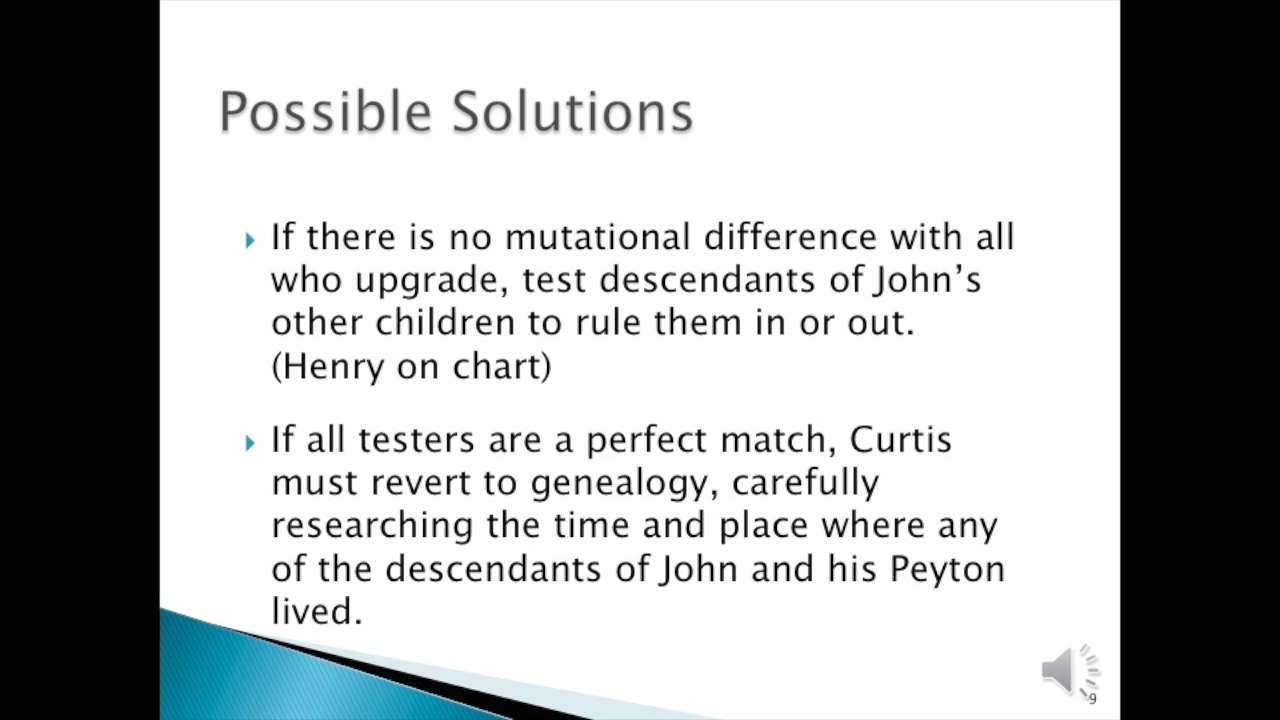 Possible Solutions
If there is no mutational difference with all
who upgrade, test descendants of John’s
other children to rule them in or out.
(Henry on chart)
If all testers are a perfect match, Curtis
must revert to genealogy, carefully
researching the time and place where any
of the descendants of John and his Peyton
lived.
9